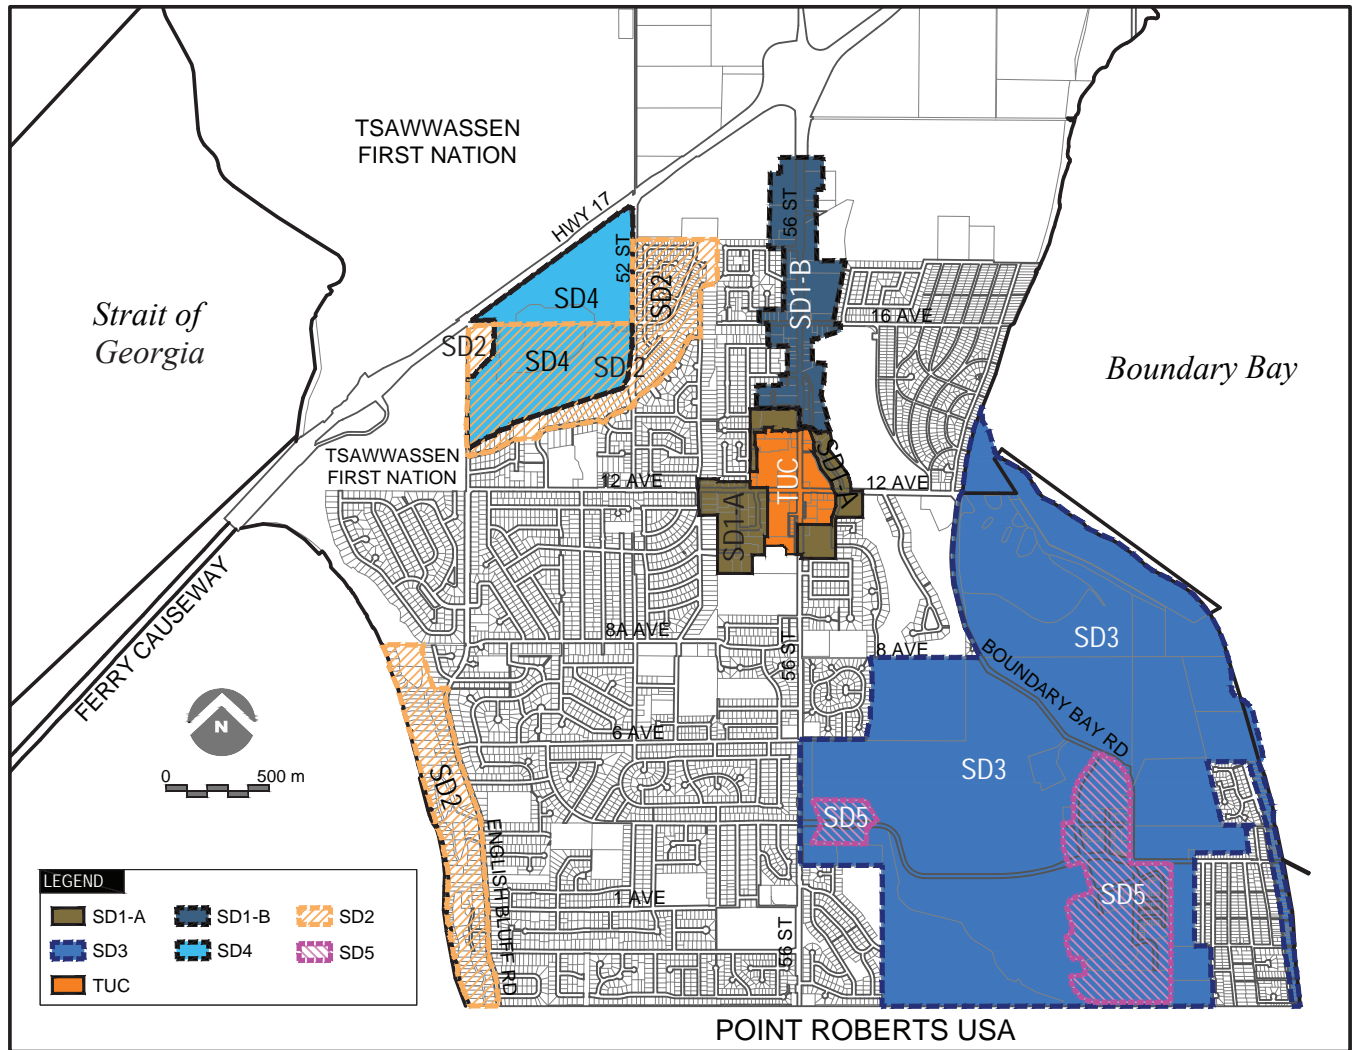 TSAWWASSEN
FIRST NATION
HWY 17
56 ST
52 ST
SD2
SD1-B
SD4
Strait of
Georgia
16 AVE
SD2
SD4
SD2
Boundary Bay
TSAWWASSEN
FIRST NATION
12 AVE
TUC
SD1-A
12 AVE
SD1-A
FERRY CAUSEWAY
8A AVE
56 ST
8 AVE
SD3
BOUNDARY BAY RD
N
6 AVE
SD3
0 500 m
SD2
SD5
ENGLISH BLUFF RD
1 AVE
SD5
56 ST
LEGEND
SD1-A SD1-B SD2
SD3 SD4 SD5
TUC
POINT ROBERTS USA